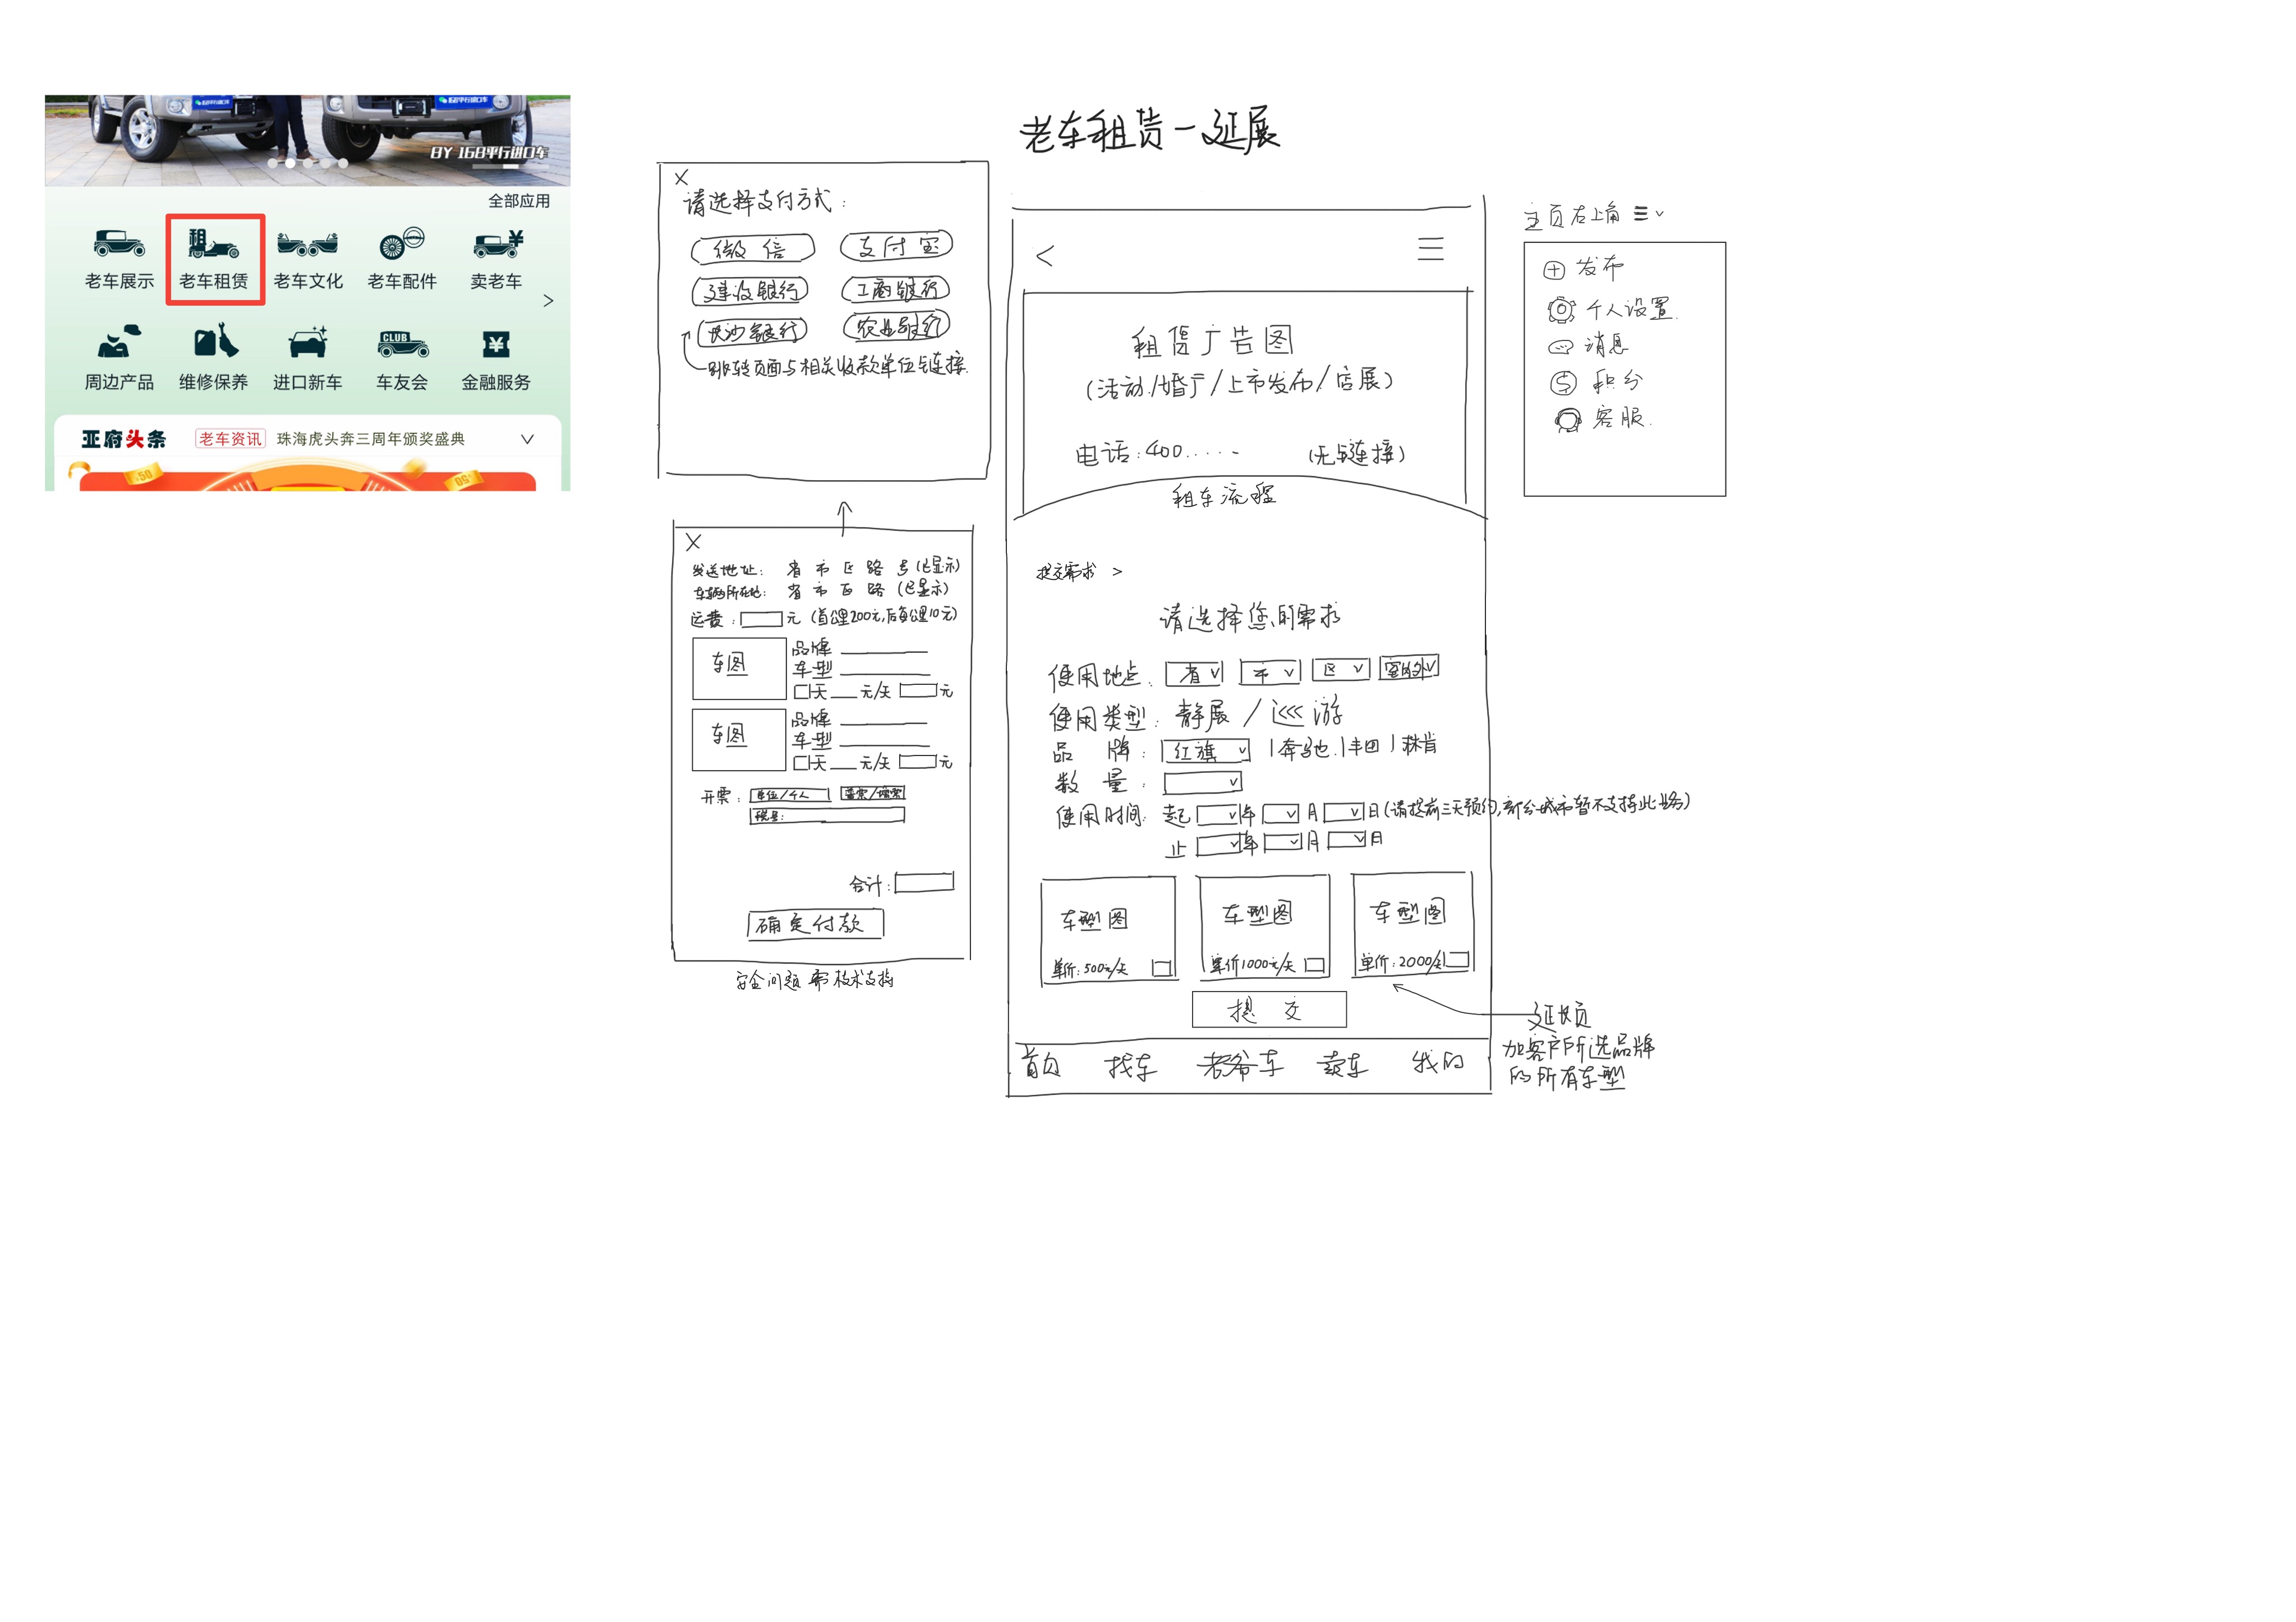 BY 168平行进口车
全部应用
老车展示 老车租赁 老车文化 老车配件 卖老车
租
周边产品 维修保养 进口新车 车友会 金融服务
CLUB
亚府头条 老车资讯 珠海虎头奔三周年颁奖盛典
老车租赁-延展
X
请选择支付方式:
微信 支付宝
建设银行 工商银行
长沙银行 农业银行
跳转页面与相关收款单位链接.
X
发送地址: 省 市 区 路 号(已显示)
车辆所在地: 省 市 区 路 (已显示)
运费: 元 (首公里200元,后每公里10元)
车图
品牌
车型
天 元/天 元
车图
品牌
车型
天 元/天 元
开票: 单位/个人 普票/增票
税号:
合计:
确定付款
安全问题 需技术支持
<
租赁广告图
(活动/婚庆/上市发布/店展)
电话:400..... (无链接)
租车流程
提交需求 >
请选择您的需求
使用地点: 省 市 区 室内外
使用类型: 静展/巡游
品 牌: 红旗 |奔驰|丰田|林肯
数 量:
使用时间: 起 年 月 日(请提前三天预约,部分城市暂不支持此业务)
止 年 月 日
车型图 车型图 车型图
单价:500元/天 单价1000元/天 单价:2000/天
提 交
首页 找车 老爷车 卖车 我的
主页右上角
发布
个人设置.
消息
积分
客服.
延长页
加客户所选品牌
的所有车型